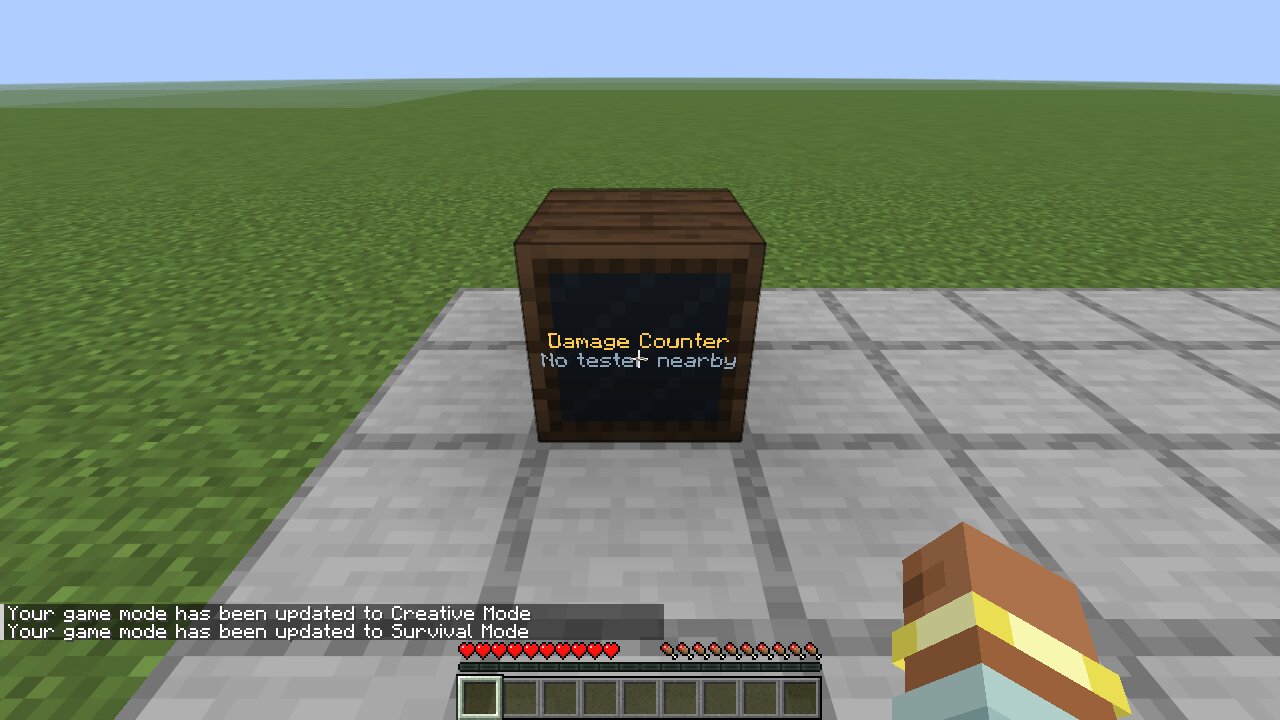 Damage Counter
No tester nearby
Your game mode has been updated to Creative Mode
Your game mode has been updated to Survival Mode